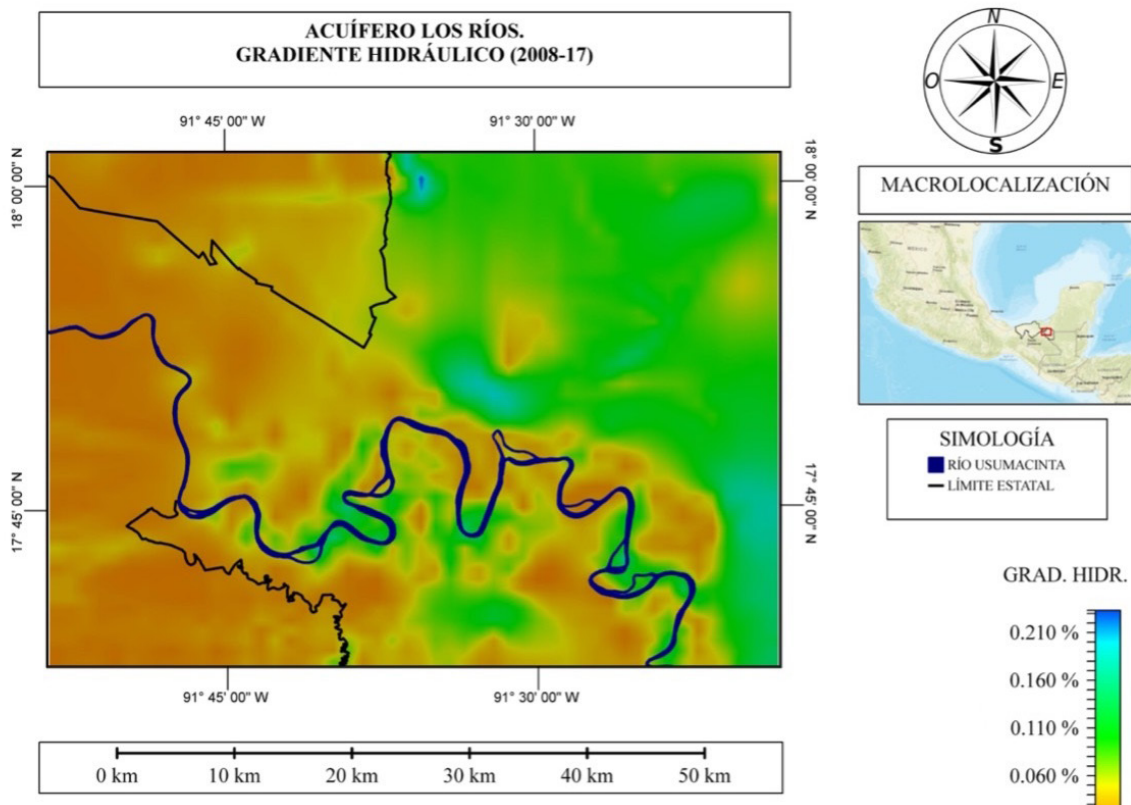 ACUÍFERO LOS RÍOS.
GRADIENTE HIDRÁULICO (2008-17)
N
O
E
S
91° 45' 00'' W
91° 30' 00'' W
18° 00' 00'' N
18° 00' 00'' N
MACROLOCALIZACIÓN
SIMOLOGÍA
RÍO USUMACINTA
LÍMITE ESTATAL
17° 45' 00'' N
17° 45' 00'' N
91° 45' 00'' W
91° 30' 00'' W
GRAD. HIDR.
0.210 %
0.160 %
0.110 %
0.060 %
0 km 10 km 20 km 30 km 40 km 50 km